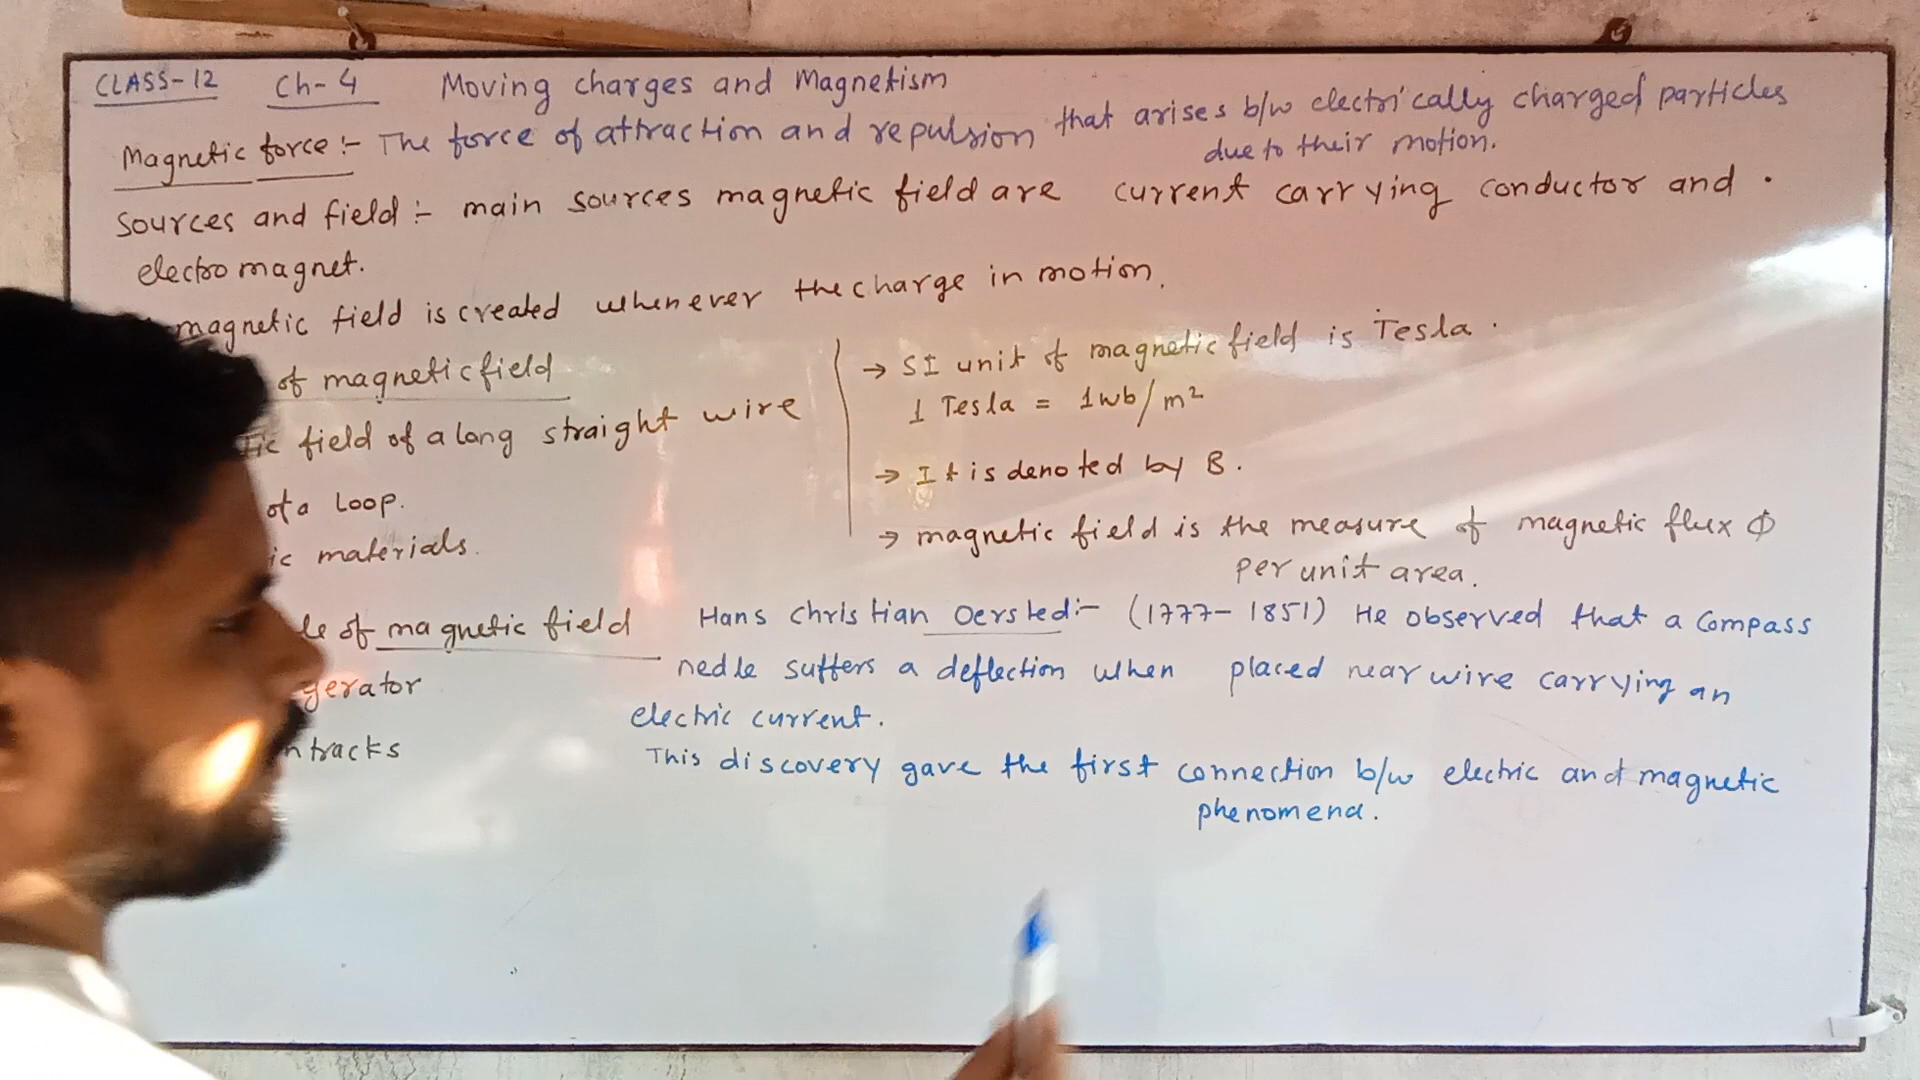 CLASS-12 Ch-4 Moving charges and Magnetism
Magnetic force :- The force of attraction and repulsion that arises b/w electrically charged particles
due to their motion.
Sources and field :- main sources magnetic field are current carrying conductor and
electromagnet.
magnetic field is created whenever the charge in motion.
of magnetic field
field of a long straight wire
of a Loop.
materials.
→ SI unit of magnetic field is Tesla.
1 Tesla = 1wb/m²
→ It is denoted by B.
→ magnetic field is the measure of magnetic flux Φ
per unit area.
of magnetic field
tracks
Hans Christian Oersted:- (1777- 1851) He observed that a Compass
nedle suffers a deflection when placed near wire carrying an
electric current.
This discovery gave the first connection b/w electric and magnetic
phenomena.